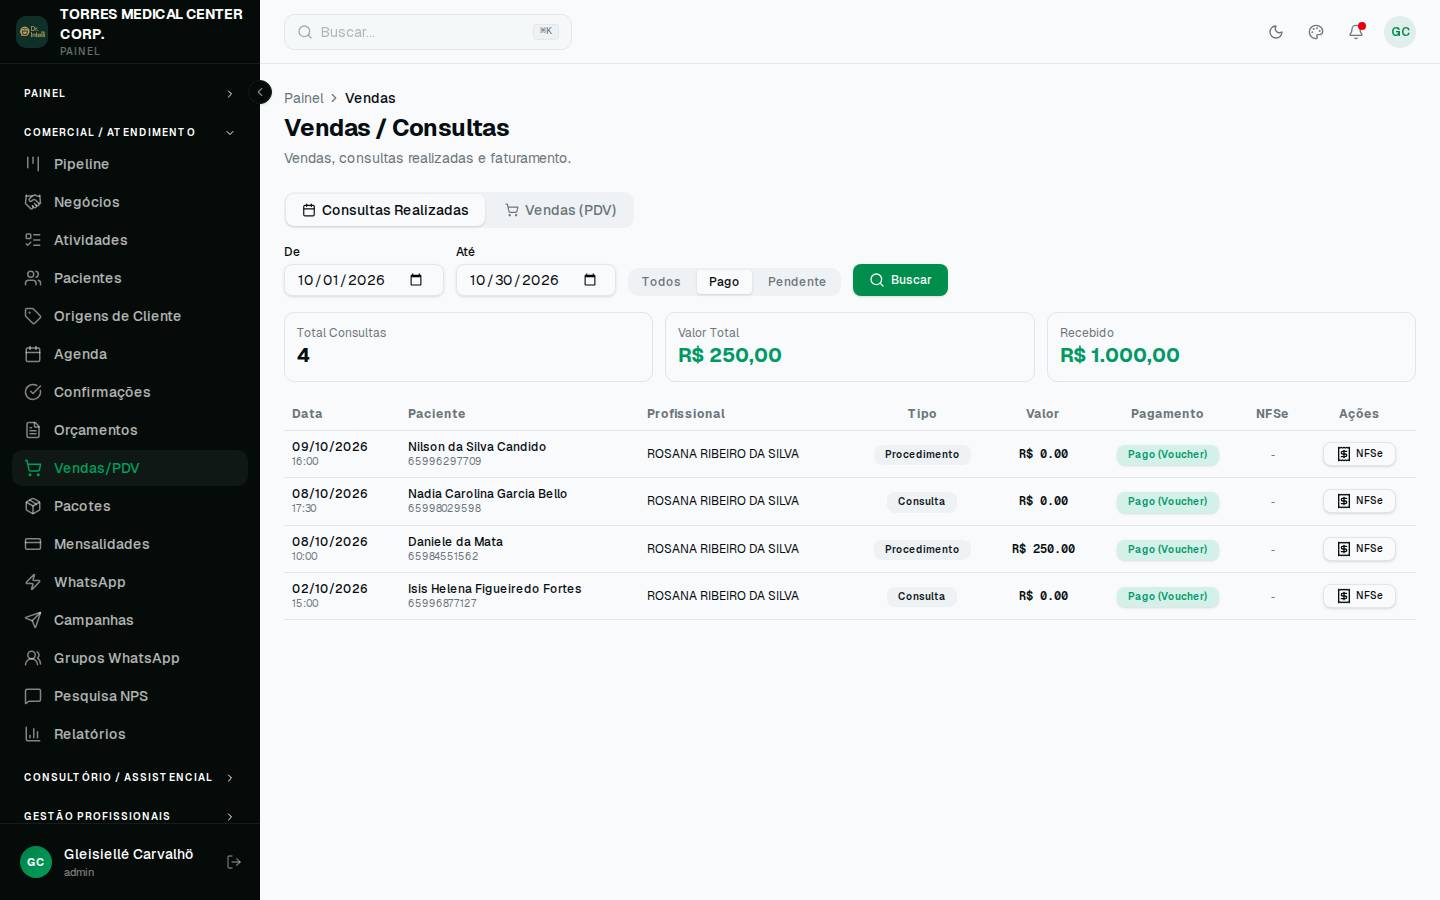 TORRES MEDICAL CENTER
CORP.
PAINEL
PAINEL
COMERCIAL / ATENDIMENTO
Pipeline
Negócios
Atividades
Pacientes
Origens de Cliente
Agenda
Confirmações
Orçamentos
Vendas/PDV
Pacotes
Mensalidades
WhatsApp
Campanhas
Grupos WhatsApp
Pesquisa NPS
Relatórios
CONSULTÓRIO / ASSISTENCIAL
GESTÃO PROFISSIONAIS
GC Gleisiellé Carvalhö
admin
Buscar... ⌘K
GC
Painel > Vendas
Vendas / Consultas
Vendas, consultas realizadas e faturamento.
Consultas Realizadas Vendas (PDV)
De Até
10/01/2026 10/30/2026 Todos Pago Pendente Buscar
Total Consultas Valor Total Recebido
4 R$ 250,00 R$ 1.000,00
Data Paciente Profissional Tipo Valor Pagamento NFSe Ações
09/10/2026 Nilson da Silva Candido ROSANA RIBEIRO DA SILVA Procedimento R$ 0.00 Pago (Voucher) - NFSe
16:00 65996297709
08/10/2026 Nadia Carolina Garcia Bello ROSANA RIBEIRO DA SILVA Consulta R$ 0.00 Pago (Voucher) - NFSe
17:30 65998029598
08/10/2026 Daniele da Mata ROSANA RIBEIRO DA SILVA Procedimento R$ 250.00 Pago (Voucher) - NFSe
10:00 65984551562
02/10/2026 Isis Helena Figueiredo Fortes ROSANA RIBEIRO DA SILVA Consulta R$ 0.00 Pago (Voucher) - NFSe
15:00 65996877127